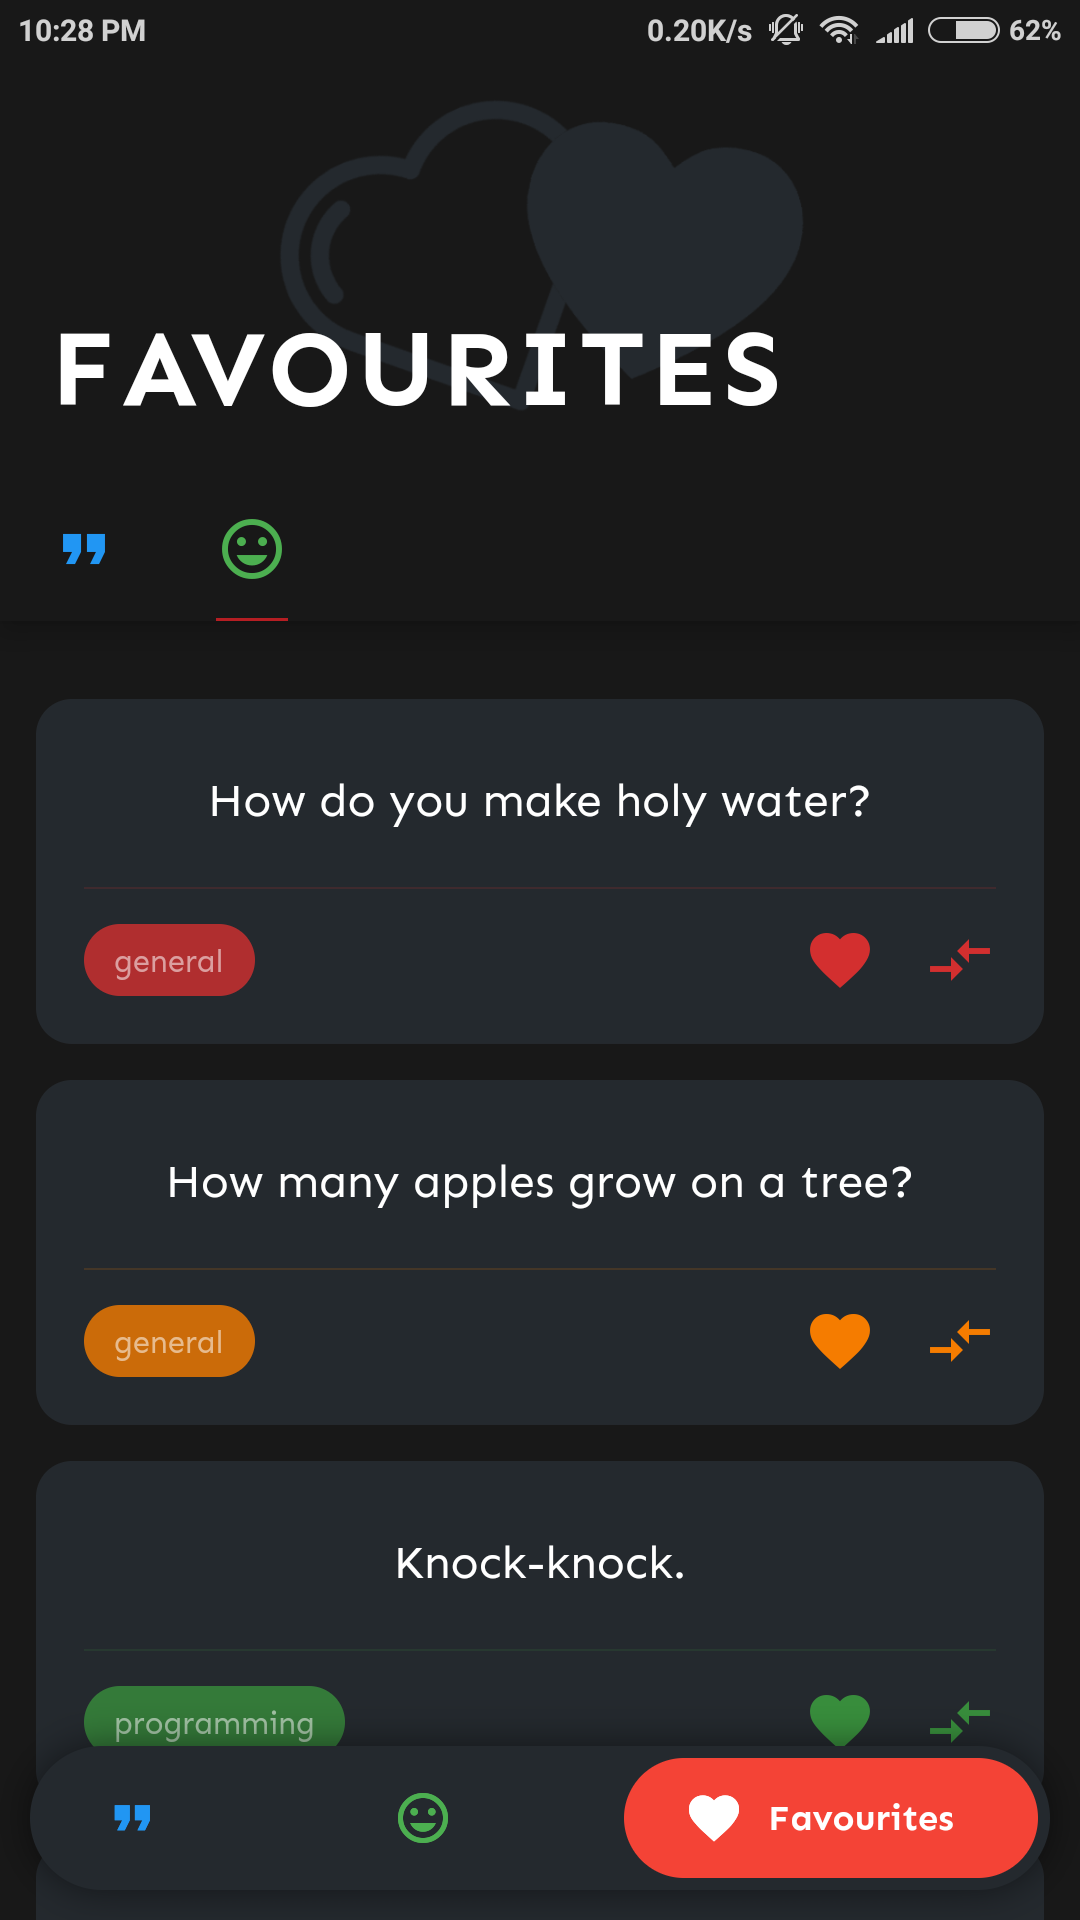 10:28 PM 0.20K/s 62%
FAVOURITES
How do you make holy water?
general
How many apples grow on a tree?
general
Knock-knock.
programming
Favourites